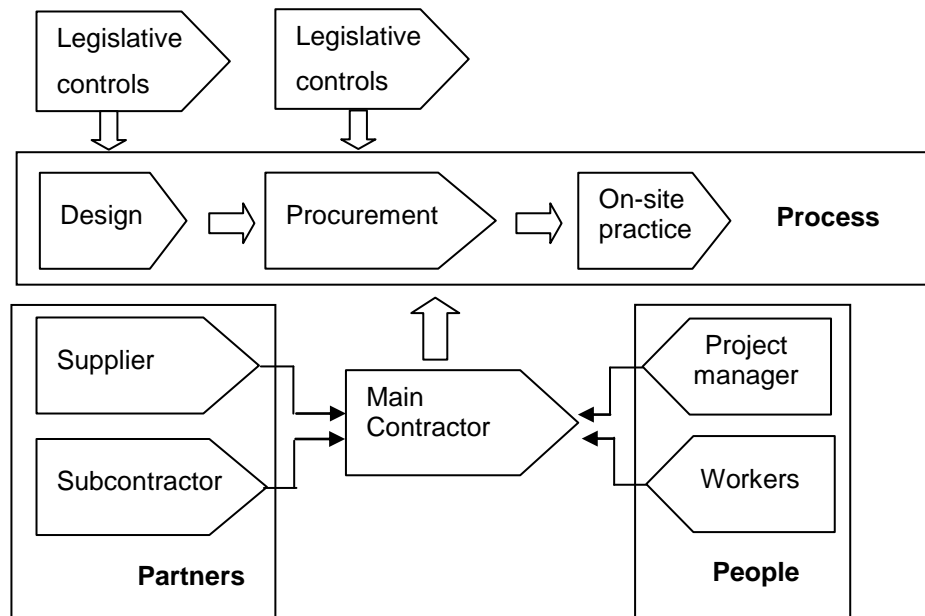 Legislative
controls
Legislative
controls
Design
Procurement
On-site
practice
Process
Supplier
Subcontractor
Partners
Main
Contractor
Project
manager
Workers
People